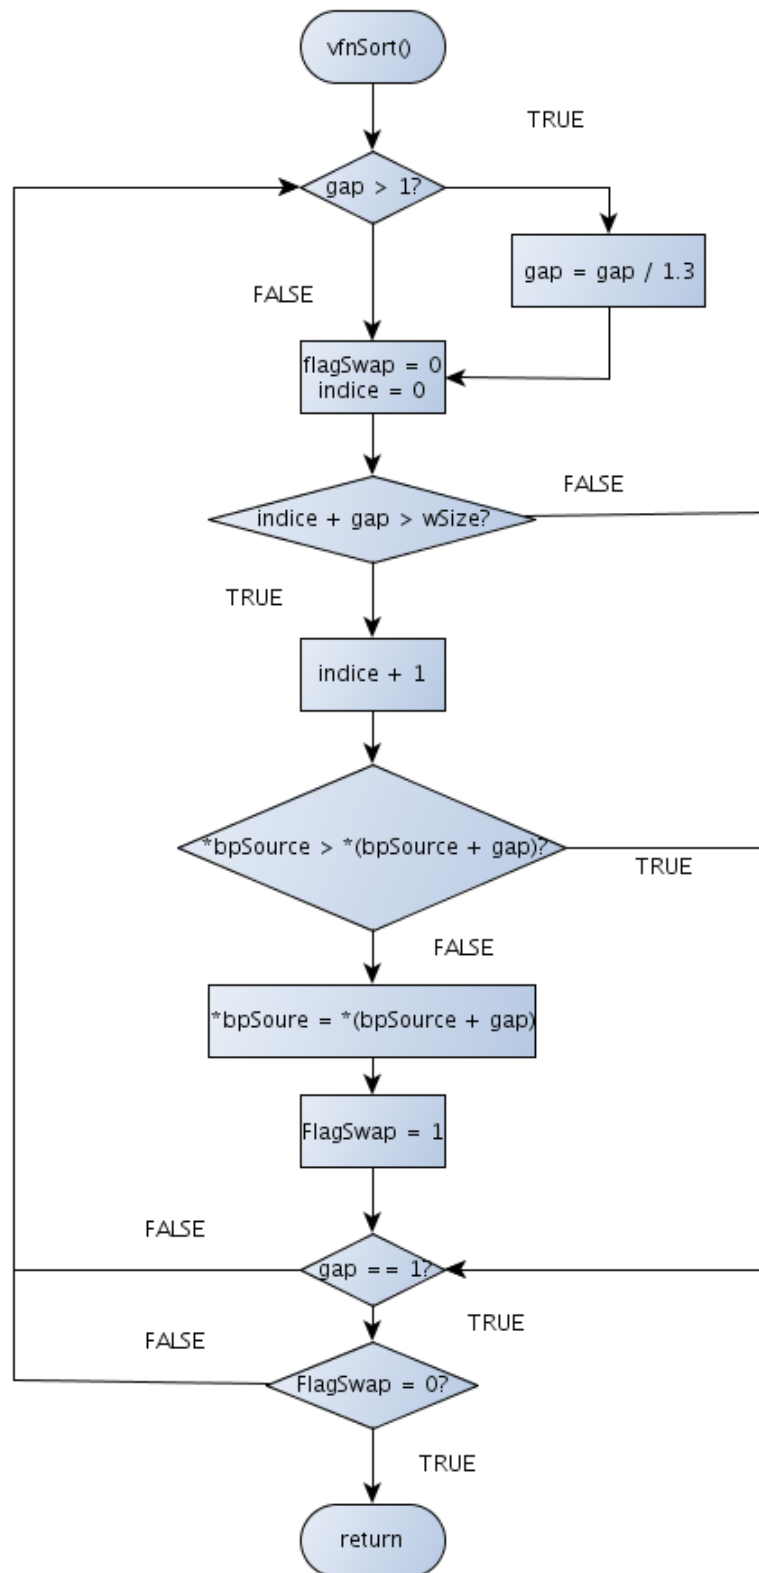 vfnSort()
TRUE
gap > 1?
gap = gap / 1.3
FALSE
flagSwap = 0
indice = 0
FALSE
indice + gap > wSize?
TRUE
indice + 1
*bpSource > *(bpSource + gap)?
TRUE
FALSE
*bpSoure = *(bpSource + gap)
FlagSwap = 1
FALSE
gap == 1?
TRUE
FALSE
FlagSwap = 0?
TRUE
return